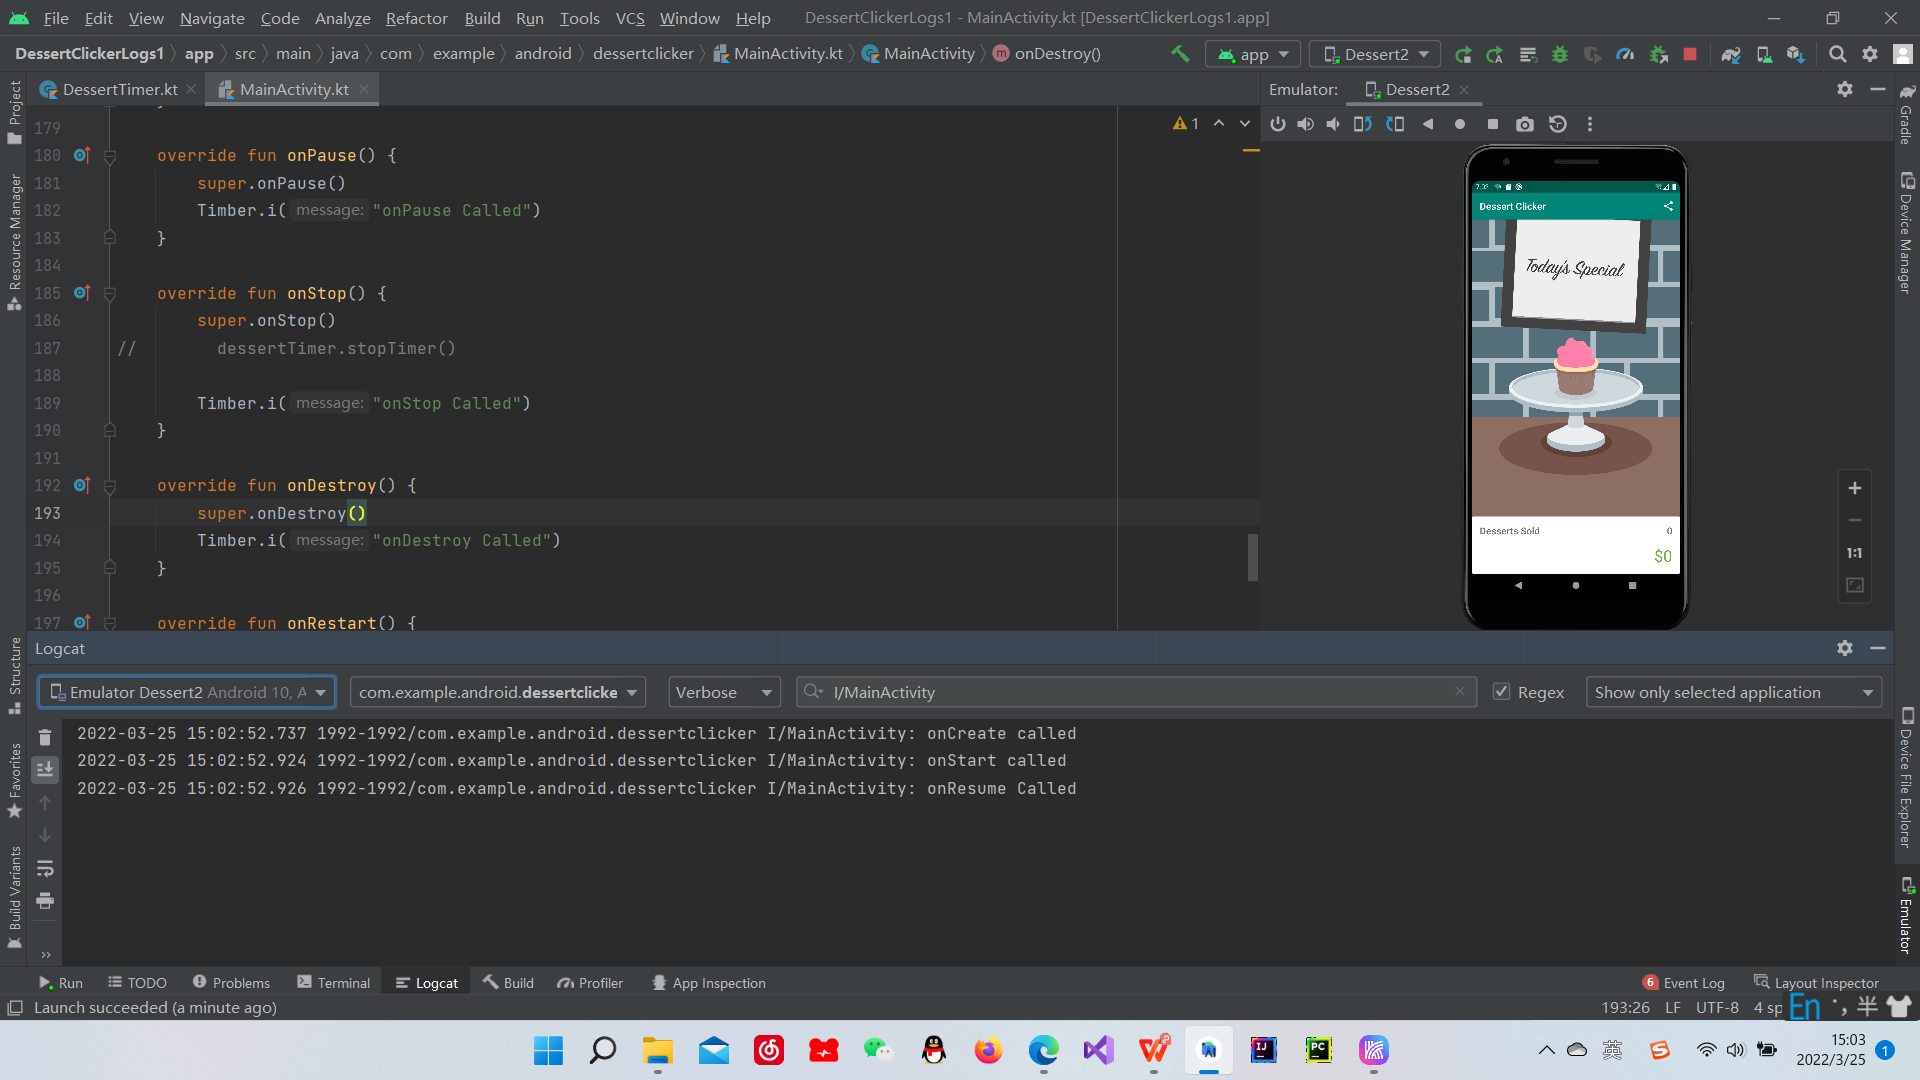 File Edit View Navigate Code Analyze Refactor Build Run Tools VCS Window Help DessertClickerLogs1 - MainActivity.kt [DessertClickerLogs1.app]
DessertClickerLogs1 app src main java com example android dessertclicker MainActivity.kt MainActivity onDestroy() app Dessert2
DessertTimer.kt MainActivity.kt Emulator: Dessert2
1
179
180 override fun onPause() {
181 super.onPause()
182 Timber.i( message: "onPause Called")
183 }
184
185 override fun onStop() {
186 super.onStop()
187 // dessertTimer.stopTimer()
188
189 Timber.i( message: "onStop Called")
190 }
191
192 override fun onDestroy() {
193 super.onDestroy()
194 Timber.i( message: "onDestroy Called")
195 }
196
197 override fun onRestart() {
Project
Resource Manager
Structure
Favorites
Build Variants
Dessert Clicker
Today's Special
Desserts Sold 0
$0
1:1
Gradle
Device Manager
Device File Explorer
Emulator
Logcat
Emulator Dessert2 Android 10, A com.example.android.dessertclicke Verbose I/MainActivity Regex Show only selected application
2022-03-25 15:02:52.737 1992-1992/com.example.android.dessertclicker I/MainActivity: onCreate called
2022-03-25 15:02:52.924 1992-1992/com.example.android.dessertclicker I/MainActivity: onStart called
2022-03-25 15:02:52.926 1992-1992/com.example.android.dessertclicker I/MainActivity: onResume Called
Run TODO Problems Terminal Logcat Build Profiler App Inspection 6 Event Log Layout Inspector
Launch succeeded (a minute ago) 193:26 LF UTF-8 4 sp En 半
英 15:03
2022/3/25 1